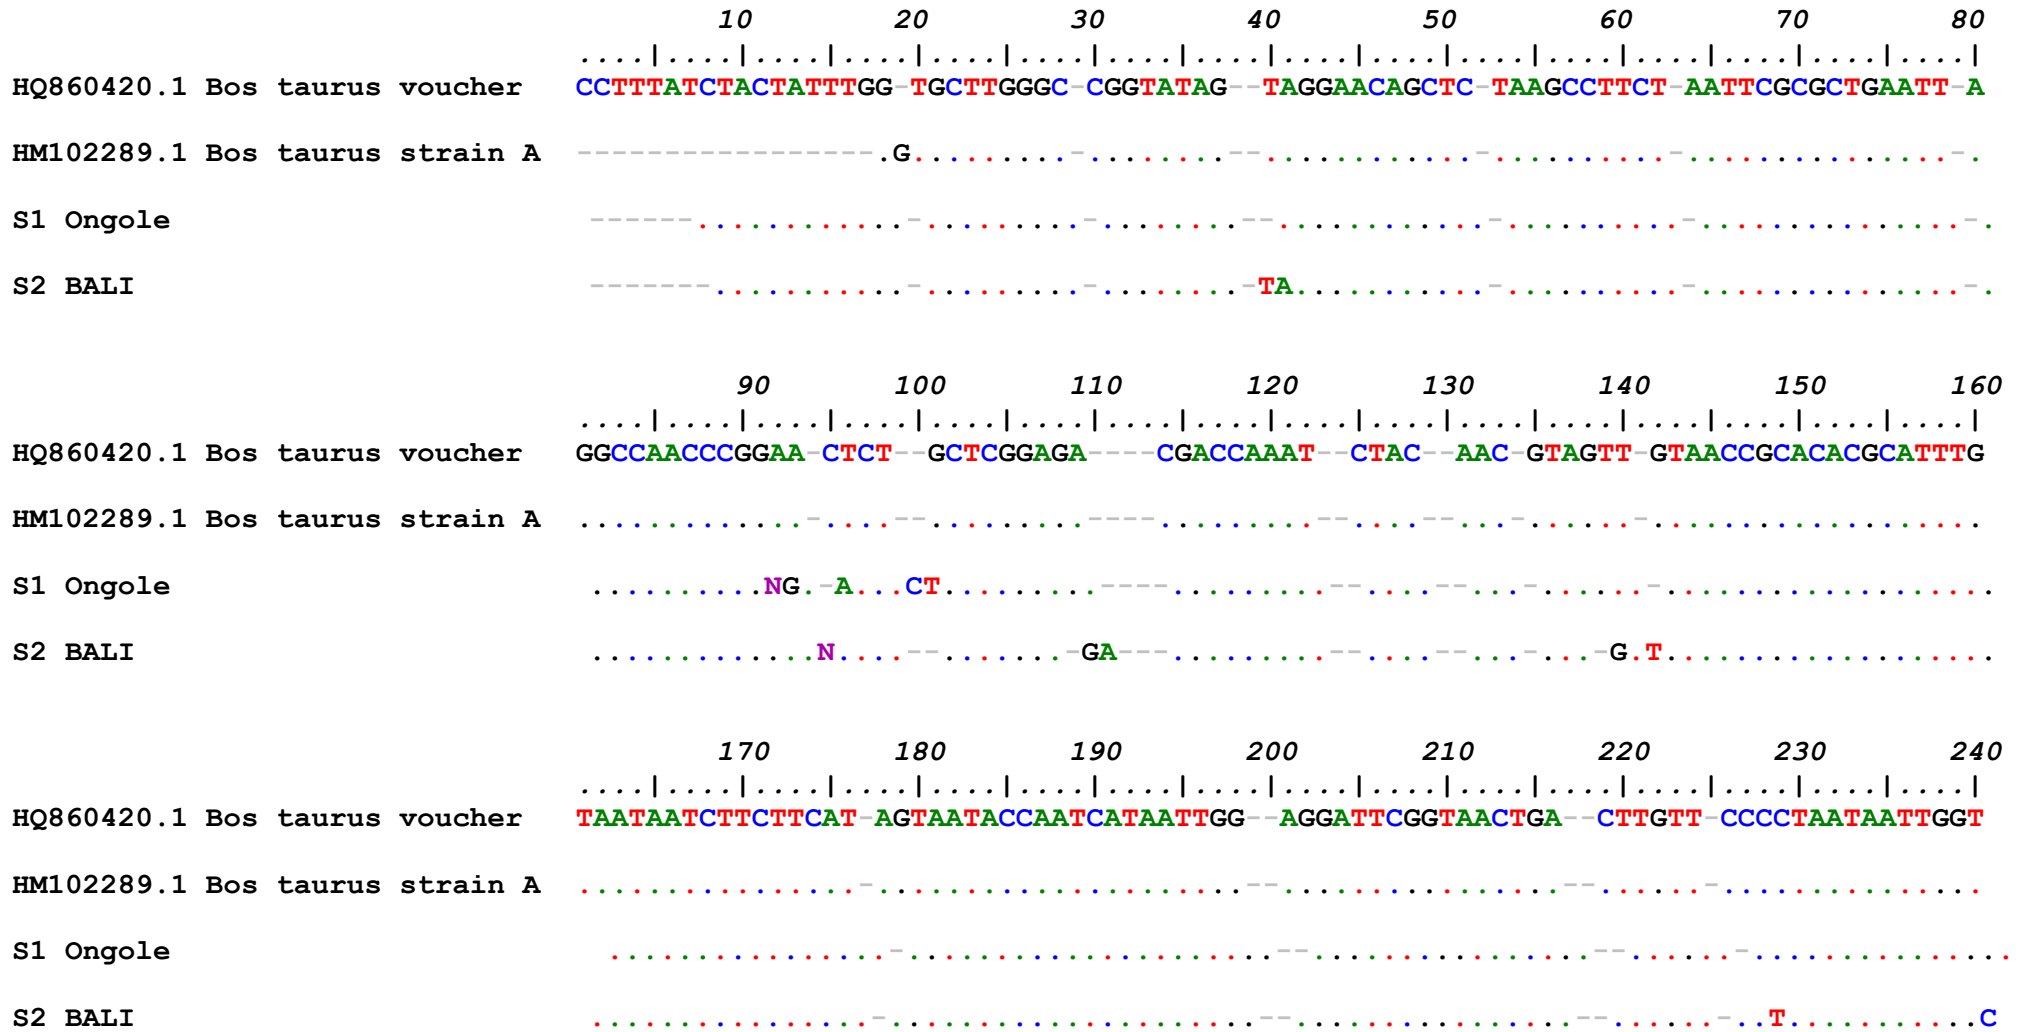 10 20 30 40 50 60 70 80
....|....|....|....|....|....|....|....|....|....|....|....|....|....|....|....|
HQ860420.1 Bos taurus voucher CCTTTATCTACTATTTGG-TGCTTGGGC-CGGTATAG--TAGGAACAGCTC-TAAGCCTTCT-AATTCGCGCTGAATT-A
HM102289.1 Bos taurus strain A -----------------.G.........-........--............-..........-...............-.
S1 Ongole ------............-.........-........--............-..........-...............-.
S2 BALI -------...........-.........-........-TA...........-..........-...............-.
90 100 110 120 130 140 150 160
....|....|....|....|....|....|....|....|....|....|....|....|....|....|....|....|
HQ860420.1 Bos taurus voucher GGCCAACCCGGAA-CTCT--GCTCGGAGA----CGACCAAAT--CTAC--AAC-GTAGTT-GTAACCGCACACGCATTTG
HM102289.1 Bos taurus strain A .............-....--.........----.........--....--...-......-...................
S1 Ongole ..........NG.-A...CT.........----.........--....--...-......-...................
S2 BALI .............N....--.......-GA---.........--....--...-...-G.T...................
170 180 190 200 210 220 230 240
....|....|....|....|....|....|....|....|....|....|....|....|....|....|....|....|
HQ860420.1 Bos taurus voucher TAATAATCTTCTTCAT-AGTAATACCAATCATAATTGG--AGGATTCGGTAACTGA--CTTGTT-CCCCTAATAATTGGT
HM102289.1 Bos taurus strain A ................-.....................--................--......-...............
S1 Ongole ................-.....................--................--......-...............
S2 BALI ................-.....................--................--......-..T...........C